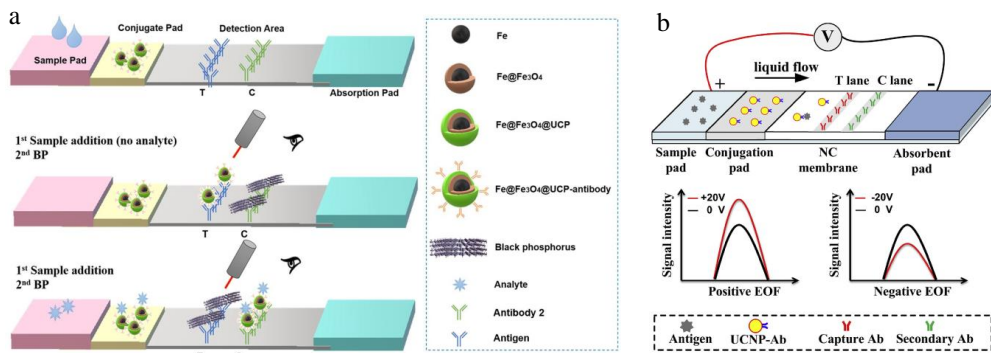 a
Conjugate Pad
Detection Area
Sample Pad
T
C
Absorption Pad
1st Sample addition (no analyte)
2nd BP
T
C
1st Sample addition
2nd BP
Fe
Fe@Fe3O4
Fe@Fe3O4@UCP
Fe@Fe3O4@UCP-antibody
Black phosphorus
Analyte
Antibody 2
Antigen
b
V
liquid flow
T lane
C lane
+
-
Sample pad
Conjugation pad
NC membrane
Absorbent pad
Signal intensity
+20V
0 V
Positive EOF
Signal intensity
-20V
0 V
Negative EOF
Antigen
UCNP-Ab
Capture Ab
Secondary Ab